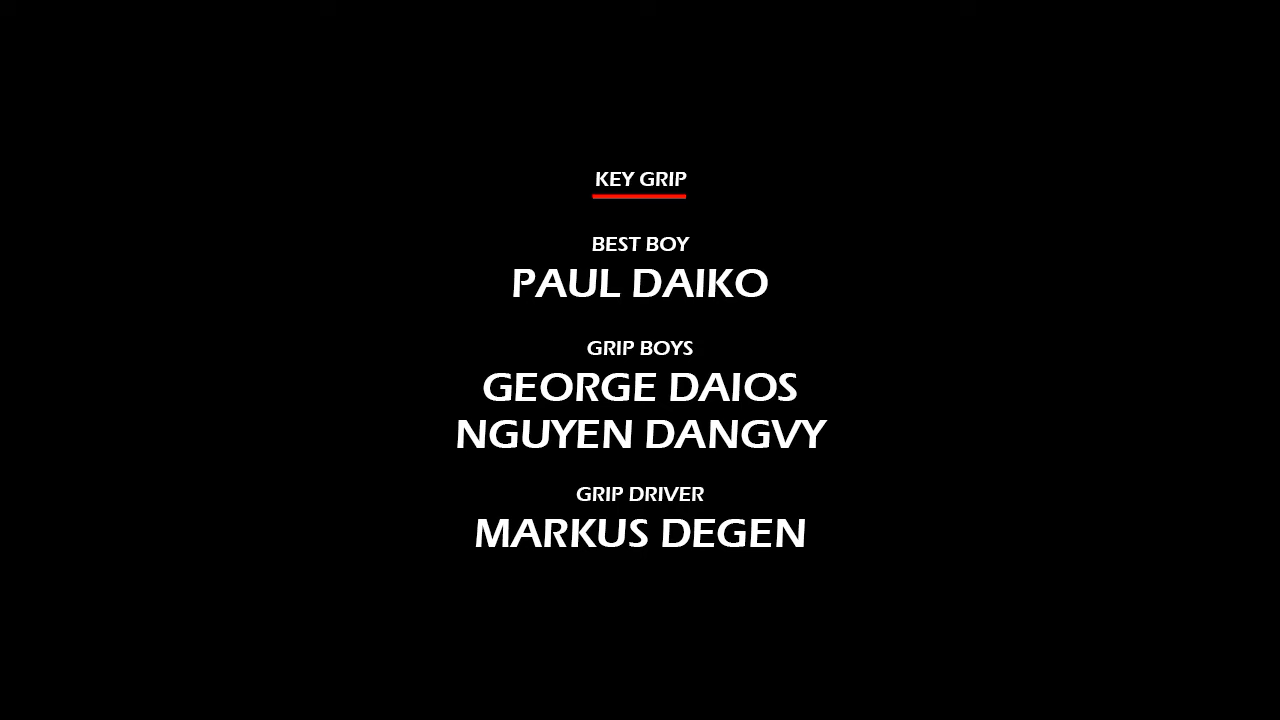 KEY GRIP
BEST BOY
PAUL DAIKO
GRIP BOYS
GEORGE DAIOS
NGUYEN DANGVY
GRIP DRIVER
MARKUS DEGEN